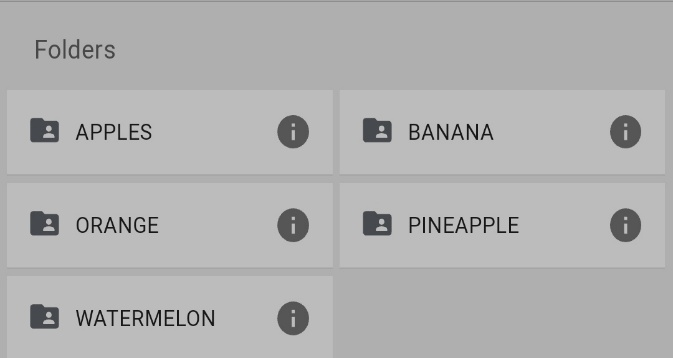 Folders
APPLES
BANANA
ORANGE
PINEAPPLE
WATERMELON